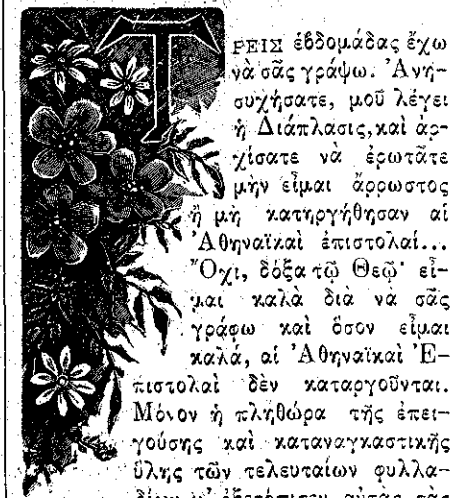 ΤΡΕΙΣ ἑβδομάδας ἔχω
νὰ σᾶς γράψω. Ἀνη-
συχήσατε, μοῦ λέγει
ἡ Διάπλασις, καὶ ἀρ-
χίσατε νὰ ἐρωτᾶτε
μὴν εἶμαι ἄρρωστος
ἢ μὴ κατηργήθησαν αἱ
Ἀθηναϊκαὶ ἐπιστολαί...
Ὄχι, δόξα τῷ Θεῷ· εἶ-
μαι καλὰ διὰ νὰ σᾶς
γράφω καὶ ὅσον εἶμαι
καλά, αἱ Ἀθηναϊκαὶ Ἐ-
πιστολαὶ δὲν καταργοῦνται.
Μόνον ἡ πληθώρα τῆς ἐπει-
γούσης καὶ καταναγκαστικῆς
ὕλης τῶν τελευταίων φυλλα-